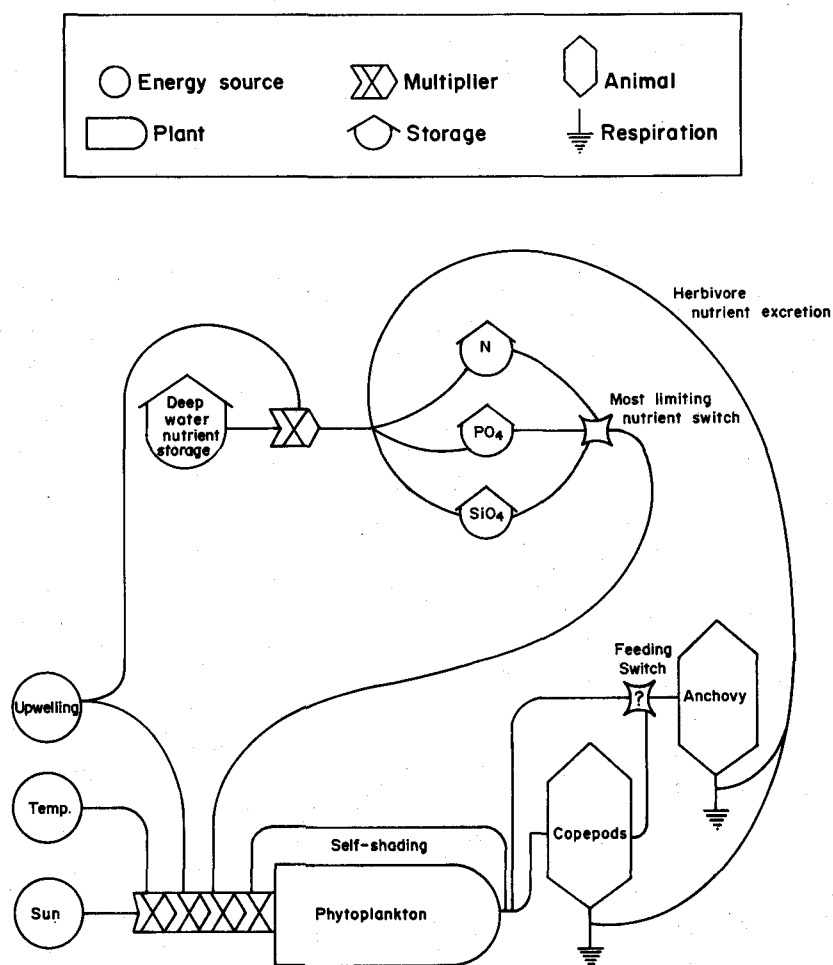 Energy source
Multiplier
Animal
Plant
Storage
Respiration
Herbivore
nutrient excretion
N
Most limiting
nutrient switch
Deep
water
nutrient
storage
PO4
SiO4
Feeding
Switch
?
Anchovy
Upwelling
Temp.
Copepods
Self-shading
Sun
Phytoplankton